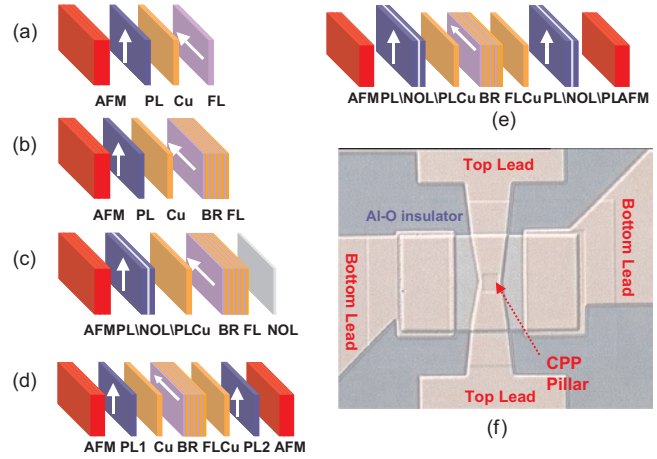 (a)
AFM PL Cu FL
(b)
AFM PL Cu BR FL
(c)
AFMPL\NOL\PLCu BR FL NOL
(d)
AFM PL1 Cu BR FLCu PL2 AFM
AFMPL\NOL\PLCu BR FLCu PL\NOL\PLAFM
(e)
Top Lead
Al-O insulator
Bottom Lead
Bottom Lead
CPP
Pillar
Top Lead
(f)